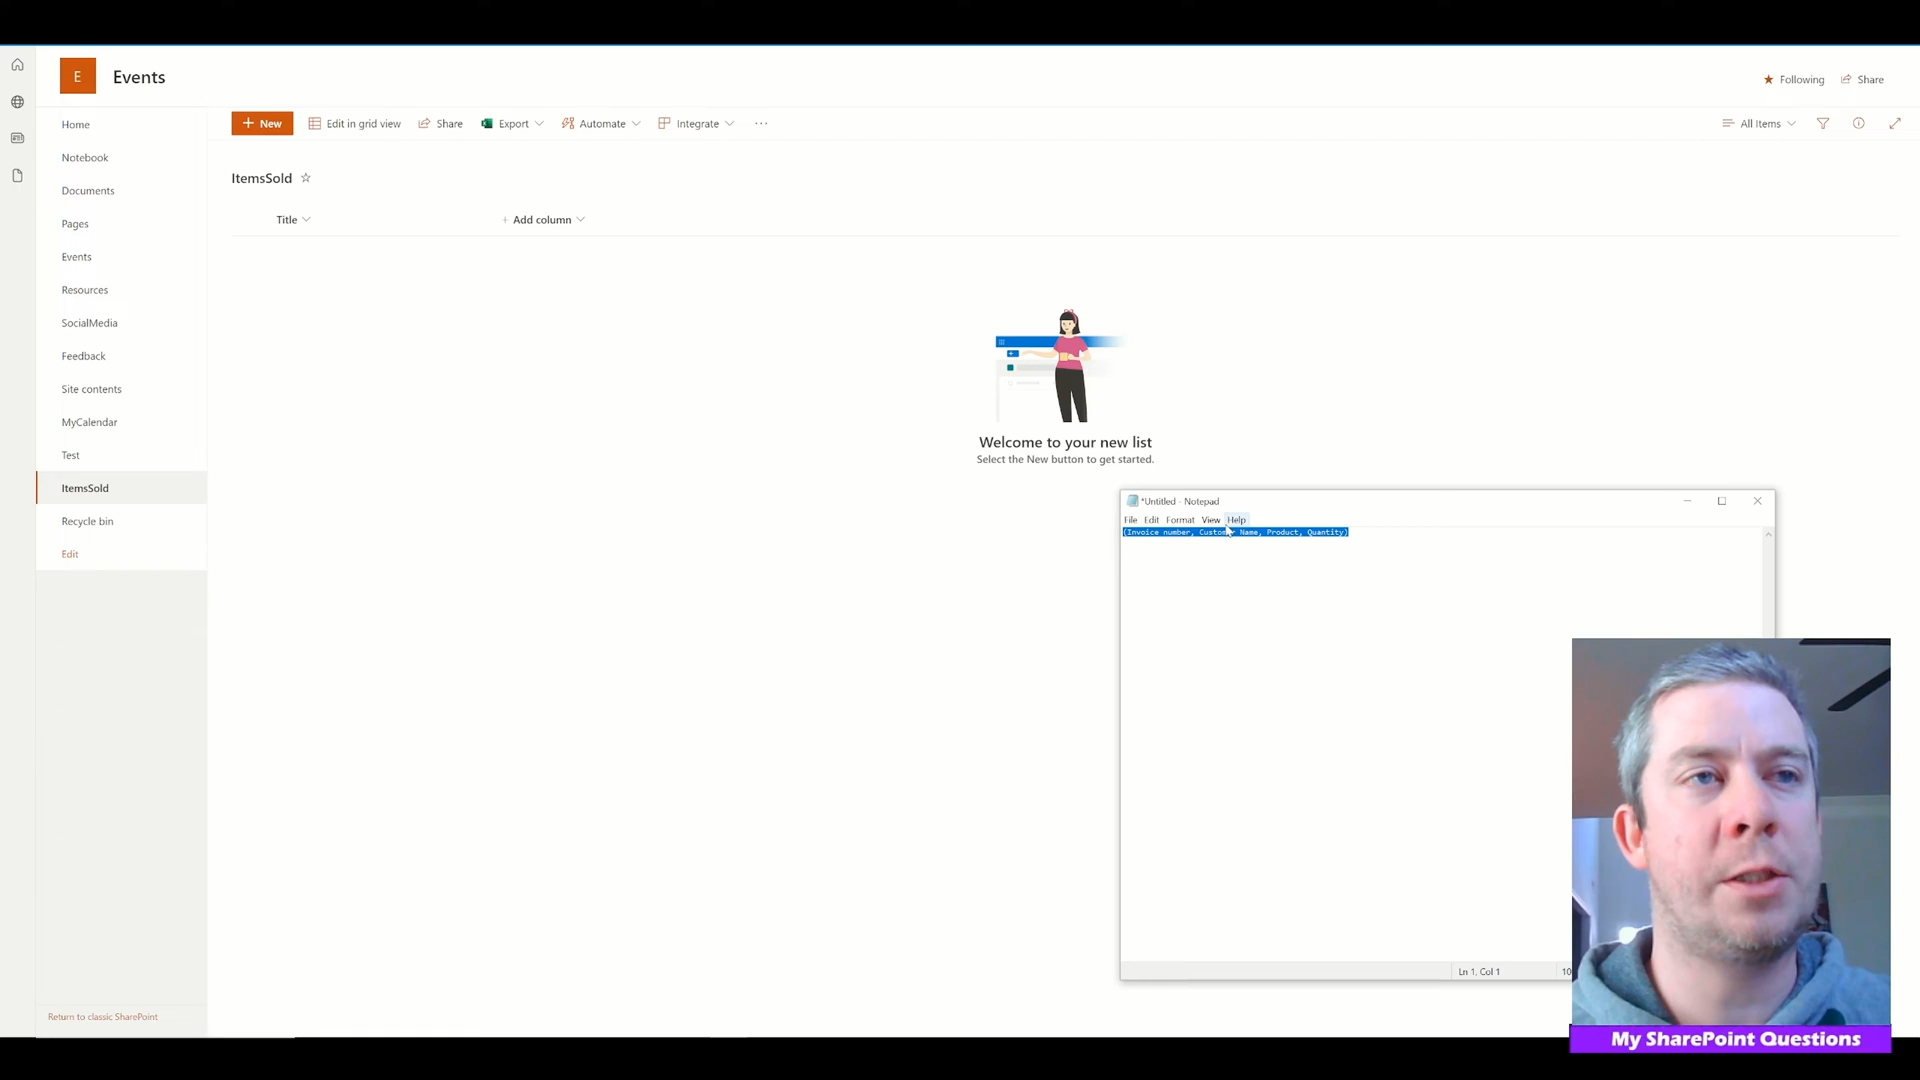 E
Events
Following
Share
Home
Notebook
Documents
Pages
Events
Resources
SocialMedia
Feedback
Site contents
MyCalendar
Test
ItemsSold
Recycle bin
Edit
Return to classic SharePoint
New
Edit in grid view
Share
Export
Automate
Integrate
All Items
ItemsSold
Title
Add column
Welcome to your new list
Select the New button to get started.
*Untitled - Notepad
File Edit Format View Help
(Invoice number, Name, Product, Quantity)
Ln 1, Col 1
10
My SharePoint Questions